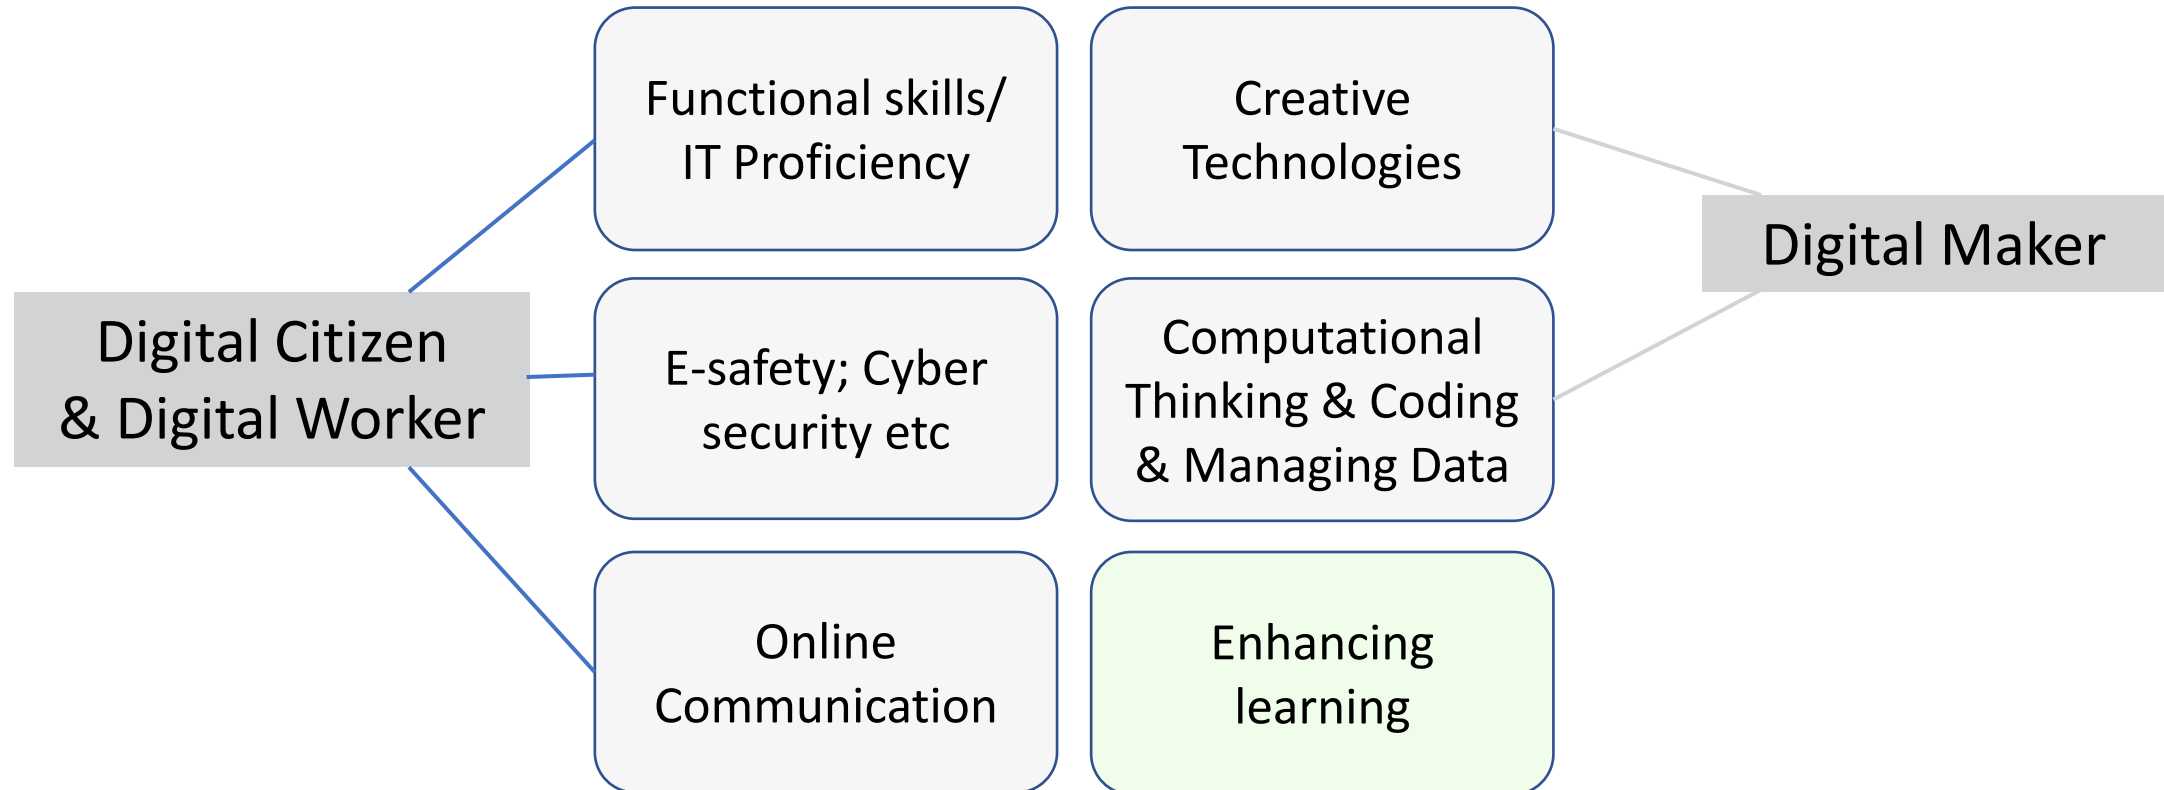 Functional skills/
IT Proficiency
Creative
Technologies
Digital Maker
Digital Citizen
& Digital Worker
E-safety; Cyber
security etc
Computational
Thinking & Coding
& Managing Data
Online
Communication
Enhancing
learning